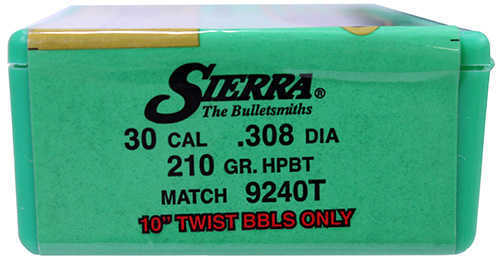 SIERRA®
The Bulletsmiths
30 CAL .308 DIA
210 GR. HPBT
MATCH 9240T
10" TWIST BBLS ONLY